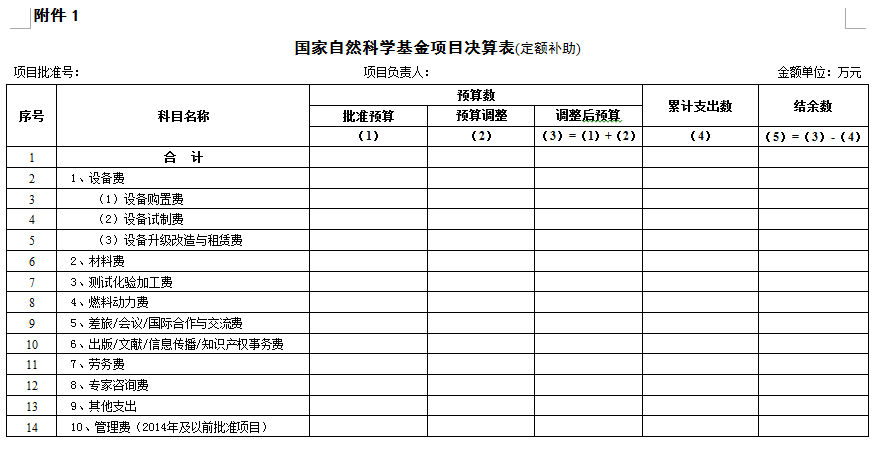 附件 1
国家自然科学基金项目决算表(定额补助)
项目批准号： 项目负责人： 金额单位：万元
序号 科目名称 预算数 累计支出数 结余数
批准预算 预算调整 调整后预算
（1） （2） （3）=（1）+（2） （4） （5）=（3）-（4）
1 合 计
2 1、设备费
3 （1）设备购置费
4 （2）设备试制费
5 （3）设备升级改造与租赁费
6 2、材料费
7 3、测试化验加工费
8 4、燃料动力费
9 5、差旅/会议/国际合作与交流费
10 6、出版/文献/信息传播/知识产权事务费
11 7、劳务费
12 8、专家咨询费
13 9、其他支出
14 10、管理费（2014年及以前批准项目）